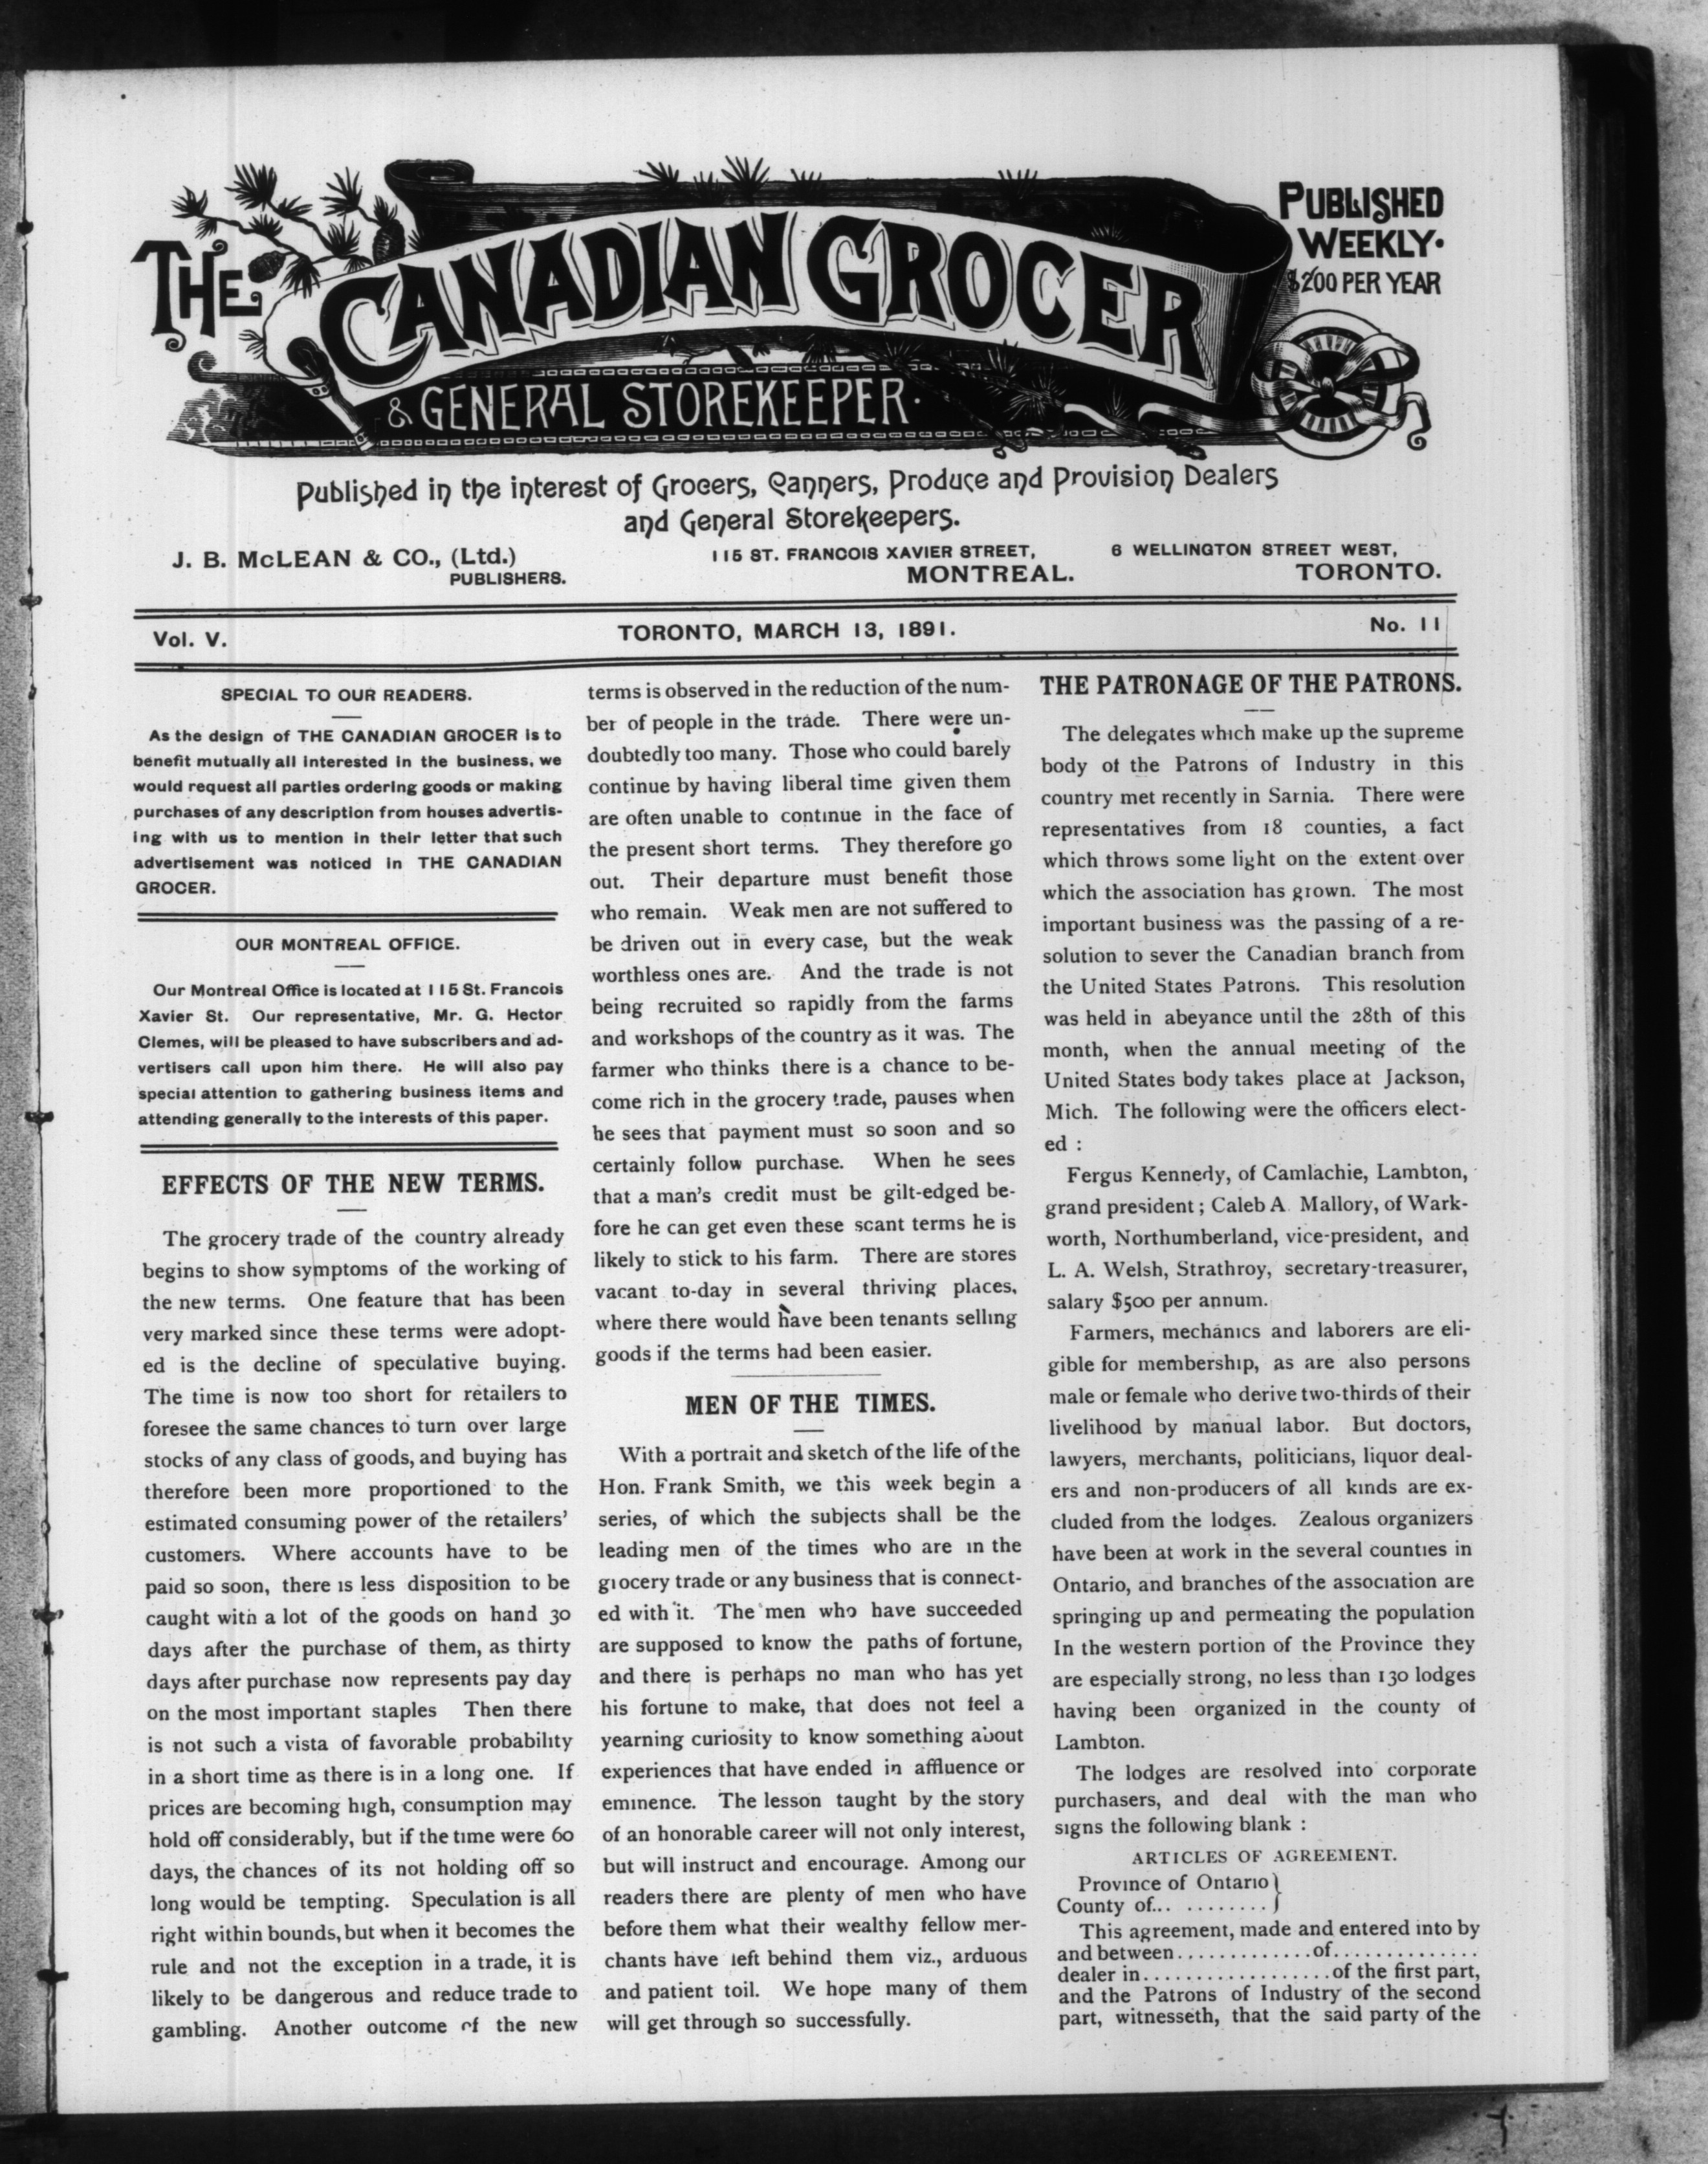 THE CANADIAN GROCER
& GENERAL STOREKEEPER.
PUBLISHED
WEEKLY.
$200 PER YEAR
Published in the interest of Grocers, Canners, Produce and Provision Dealers
and General Storekeepers.
J. B. McLEAN & CO., (Ltd.)
PUBLISHERS.
115 ST. FRANCOIS XAVIER STREET,
MONTREAL.
6 WELLINGTON STREET WEST,
TORONTO.
Vol. V.
TORONTO, MARCH 13, 1891.
No. 11
SPECIAL TO OUR READERS.
As the design of THE CANADIAN GROCER is to
benefit mutually all interested in the business, we
would request all parties ordering goods or making
purchases of any description from houses advertis-
ing with us to mention in their letter that such
advertisement was noticed in THE CANADIAN
GROCER.
OUR MONTREAL OFFICE.
Our Montreal Office is located at 115 St. Francois
Xavier St. Our representative, Mr. G. Hector
Clemes, will be pleased to have subscribers and ad-
vertisers call upon him there. He will also pay
special attention to gathering business items and
attending generally to the interests of this paper.
EFFECTS OF THE NEW TERMS.
The grocery trade of the country already
begins to show symptoms of the working of
the new terms. One feature that has been
very marked since these terms were adopt-
ed is the decline of speculative buying.
The time is now too short for retailers to
foresee the same chances to turn over large
stocks of any class of goods, and buying has
therefore been more proportioned to the
estimated consuming power of the retailers'
customers. Where accounts have to be
paid so soon, there is less disposition to be
caught with a lot of the goods on hand 30
days after the purchase of them, as thirty
days after purchase now represents pay day
on the most important staples Then there
is not such a vista of favorable probability
in a short time as there is in a long one. If
prices are becoming high, consumption may
hold off considerably, but if the time were 60
days, the chances of its not holding off so
long would be tempting. Speculation is all
right within bounds, but when it becomes the
rule and not the exception in a trade, it is
likely to be dangerous and reduce trade to
gambling. Another outcome of the new
terms is observed in the reduction of the num-
ber of people in the trade. There were un-
doubtedly too many. Those who could barely
continue by having liberal time given them
are often unable to continue in the face of
the present short terms. They therefore go
out. Their departure must benefit those
who remain. Weak men are not suffered to
be driven out in every case, but the weak
worthless ones are. And the trade is not
being recruited so rapidly from the farms
and workshops of the country as it was. The
farmer who thinks there is a chance to be-
come rich in the grocery trade, pauses when
he sees that payment must so soon and so
certainly follow purchase. When he sees
that a man's credit must be gilt-edged be-
fore he can get even these scant terms he is
likely to stick to his farm. There are stores
vacant to-day in several thriving places,
where there would have been tenants selling
goods if the terms had been easier.
MEN OF THE TIMES.
With a portrait and sketch of the life of the
Hon. Frank Smith, we this week begin a
series, of which the subjects shall be the
leading men of the times who are in the
grocery trade or any business that is connect-
ed with it. The men who have succeeded
are supposed to know the paths of fortune,
and there is perhaps no man who has yet
his fortune to make, that does not feel a
yearning curiosity to know something about
experiences that have ended in affluence or
eminence. The lesson taught by the story
of an honorable career will not only interest,
but will instruct and encourage. Among our
readers there are plenty of men who have
before them what their wealthy fellow mer-
chants have left behind them viz., arduous
and patient toil. We hope many of them
will get through so successfully.
THE PATRONAGE OF THE PATRONS.
The delegates which make up the supreme
body of the Patrons of Industry in this
country met recently in Sarnia. There were
representatives from 18 counties, a fact
which throws some light on the extent over
which the association has grown. The most
important business was the passing of a re-
solution to sever the Canadian branch from
the United States Patrons. This resolution
was held in abeyance until the 28th of this
month, when the annual meeting of the
United States body takes place at Jackson,
Mich. The following were the officers elect-
ed :
Fergus Kennedy, of Camlachie, Lambton,
grand president ; Caleb A. Mallory, of Wark-
worth, Northumberland, vice-president, and
L. A. Welsh, Strathroy, secretary-treasurer,
salary $500 per annum.
Farmers, mechanics and laborers are eli-
gible for membership, as are also persons
male or female who derive two-thirds of their
livelihood by manual labor. But doctors,
lawyers, merchants, politicians, liquor deal-
ers and non-producers of all kinds are ex-
cluded from the lodges. Zealous organizers
have been at work in the several counties in
Ontario, and branches of the association are
springing up and permeating the population
In the western portion of the Province they
are especially strong, no less than 130 lodges
having been organized in the county of
Lambton.
The lodges are resolved into corporate
purchasers, and deal with the man who
signs the following blank :
ARTICLES OF AGREEMENT.
Province of Ontario }
County of... ........ }
This agreement, made and entered into by
and between.............of..............
dealer in..................of the first part,
and the Patrons of Industry of the second
part, witnesseth, that the said party of the